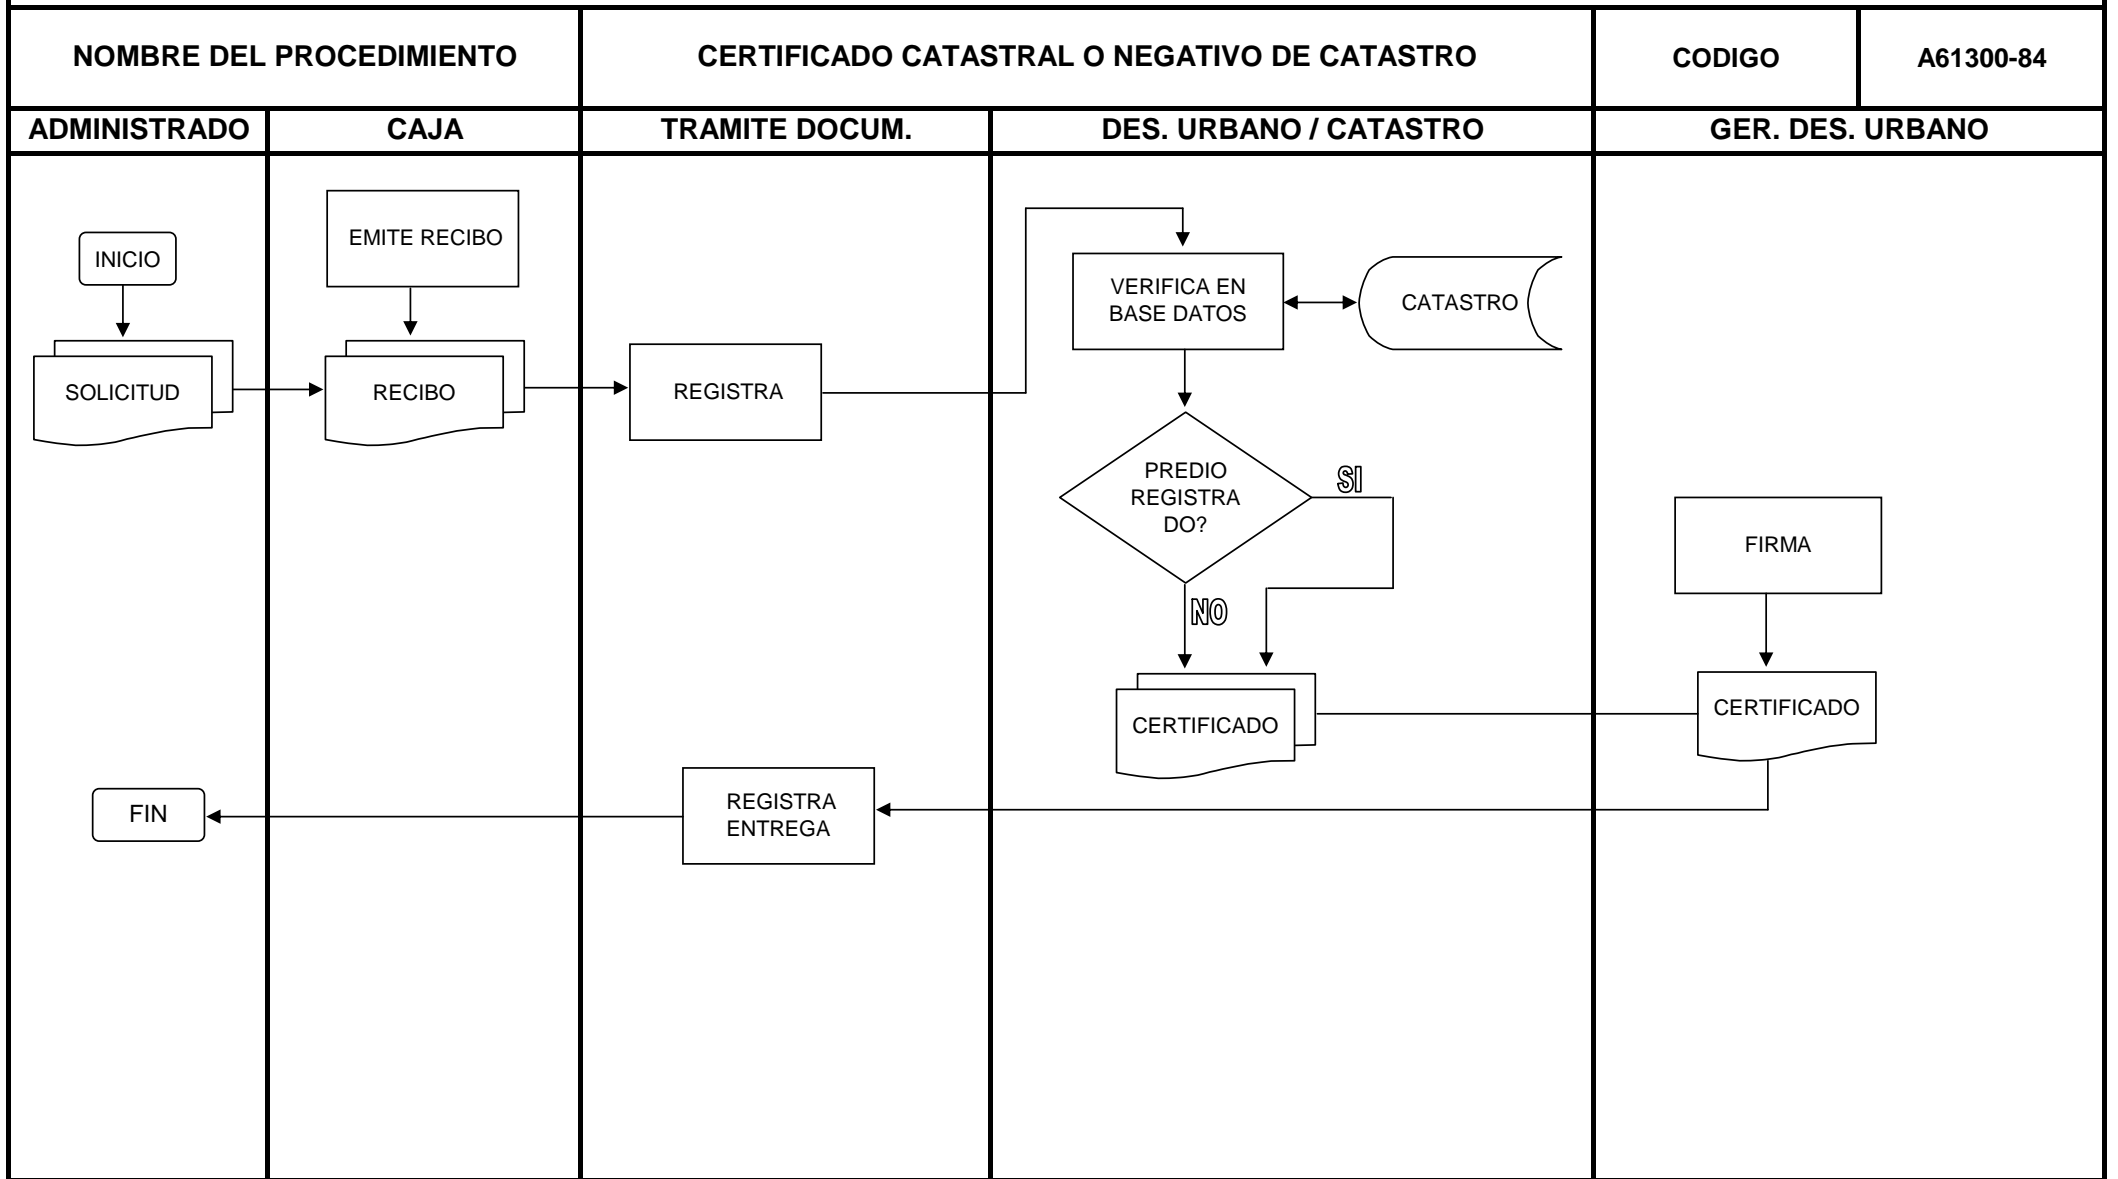 NOMBRE DEL PROCEDIMIENTO
CERTIFICADO CATASTRAL O NEGATIVO DE CATASTRO
CODIGO
A61300-84
ADMINISTRADO
CAJA
TRAMITE DOCUM.
DES. URBANO / CATASTRO
GER. DES. URBANO
INICIO
SOLICITUD
EMITE RECIBO
RECIBO
REGISTRA
VERIFICA EN
BASE DATOS
CATASTRO
PREDIO
REGISTRA
DO?
SI
NO
CERTIFICADO
FIRMA
CERTIFICADO
REGISTRA
ENTREGA
FIN